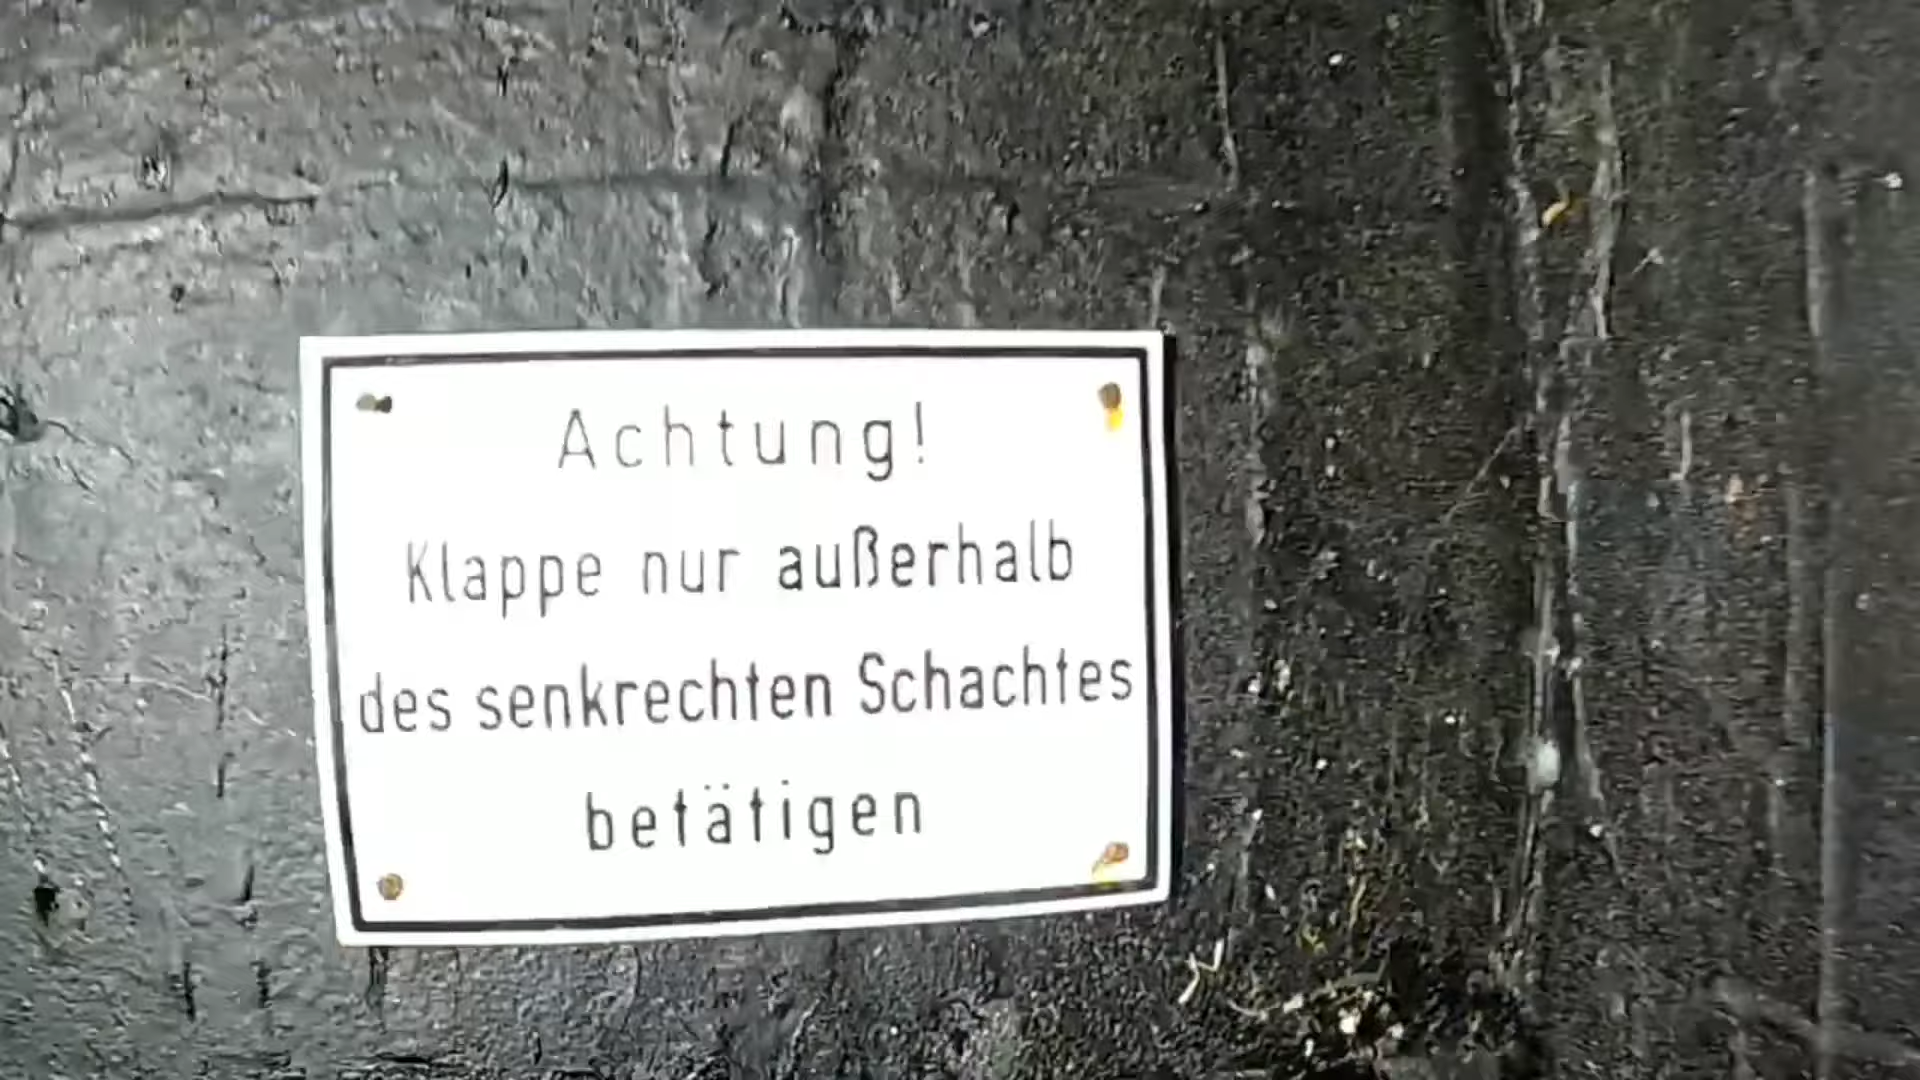 Achtung!
Klappe nur außerhalb
des senkrechten Schachtes
betätigen